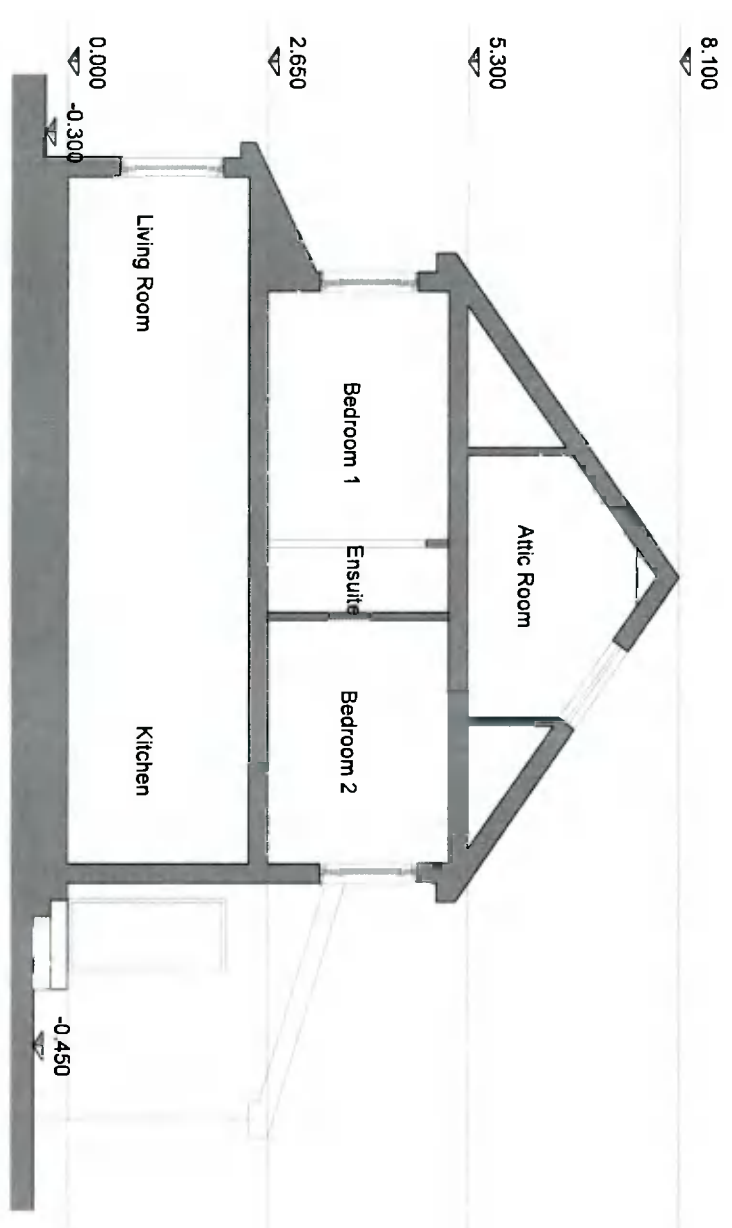 8.100
5.300
Attic Room
2.650
Bedroom 1
Ensuite
Bedroom 2
0.000
Living Room
Kitchen
-0.300
-0.450